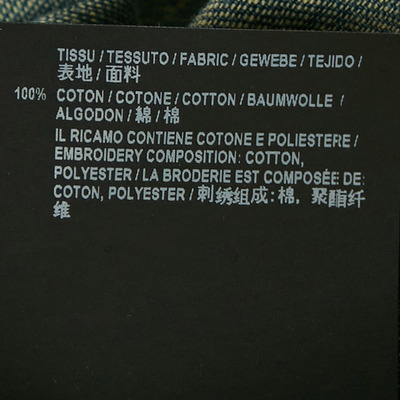 TISSU / TESSUTO / FABRIC / GEWEBE / TEJIDO /
表地 / 面料
100% COTON / COTONE / COTTON / BAUMWOLLE /
ALGODON / 綿 / 棉
IL RICAMO CONTIENE COTONE E POLIESTERE /
EMBROIDERY COMPOSITION: COTTON,
POLYESTER / LA BRODERIE EST COMPOSÉE DE:
COTON, POLYESTER / 刺绣组成: 棉, 聚酯纤
维